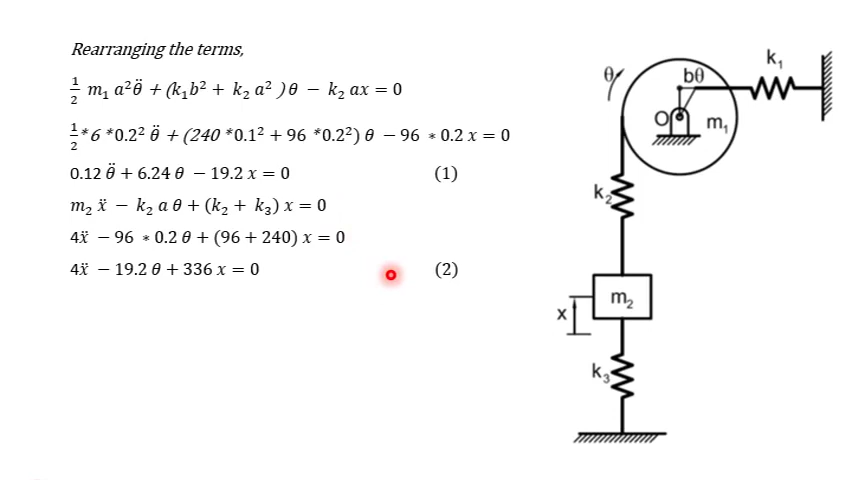 Rearranging the terms,
½ m₁ a²θ̈ + (k₁b² + k₂ a² )θ − k₂ ax = 0
½ *6 *0.2² θ̈ + (240 *0.1² + 96 *0.2²) θ − 96 * 0.2 x = 0
0.12 θ̈ + 6.24 θ − 19.2 x = 0 (1)
m₂ ẍ − k₂ a θ + (k₂ + k₃) x = 0
4ẍ − 96 * 0.2 θ + (96 + 240) x = 0
4ẍ − 19.2 θ + 336 x = 0 (2)
k₁
θ
bθ
O
m₁
k₂
m₂
x
k₃